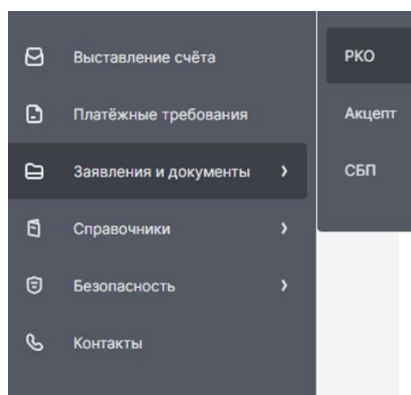 Выставление счёта
Платёжные требования
Заявления и документы
Справочники
Безопасность
Контакты
РКО
Акцепт
СБП